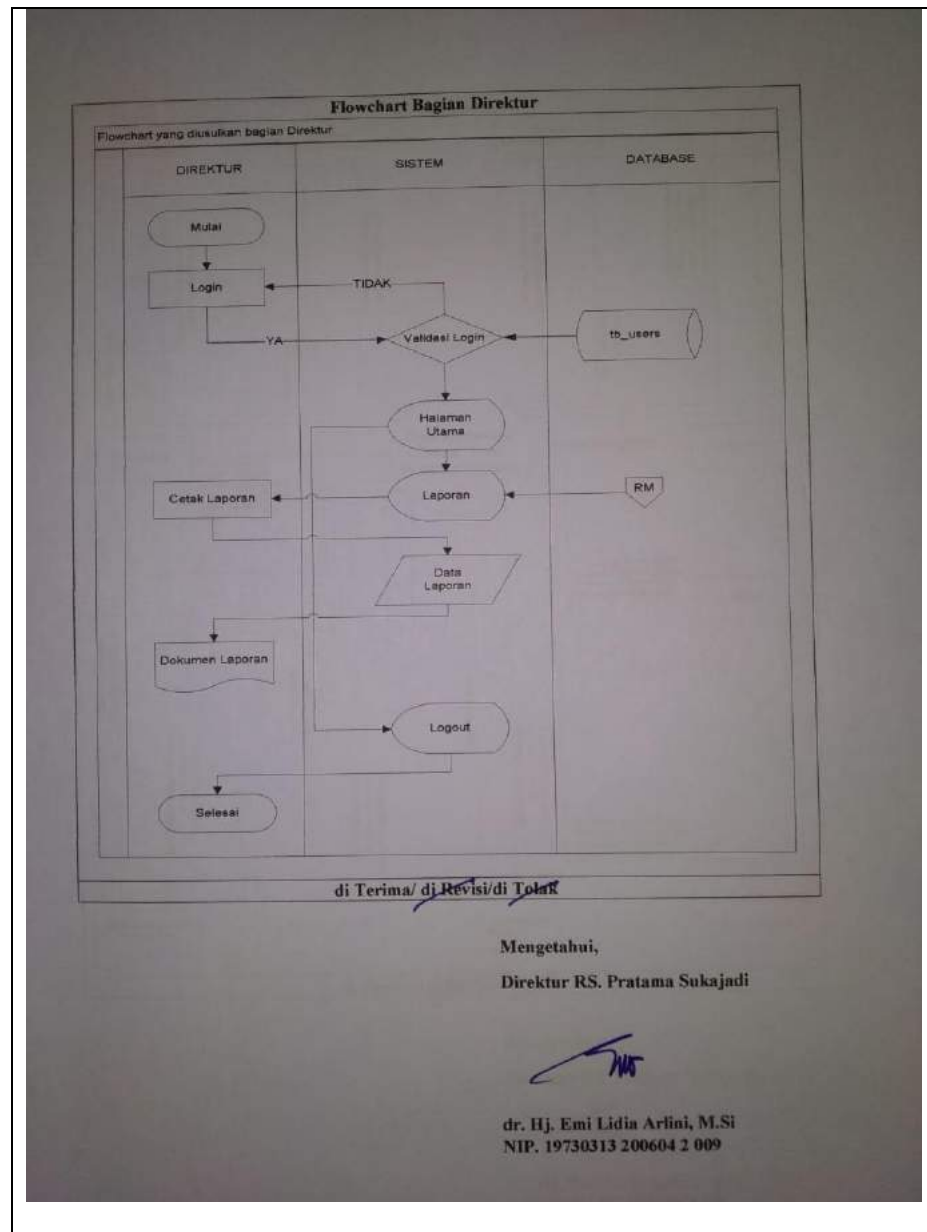 Flowchart Bagian Direktur
Flowchart yang diusulkan bagian Direktur
DIREKTUR
SISTEM
DATABASE
Mulai
Login
TIDAK
YA
Validasi Login
tb_users
Halaman
Utama
Cetak Laporan
Laporan
RM
Data
Laporan
Dokumen Laporan
Logout
Selesai
di Terima/ di Revisi/di Tolak
Mengetahui,
Direktur RS. Pratama Sukajadi
dr. Hj. Emi Lidia Arlini, M.Si
NIP. 19730313 200604 2 009